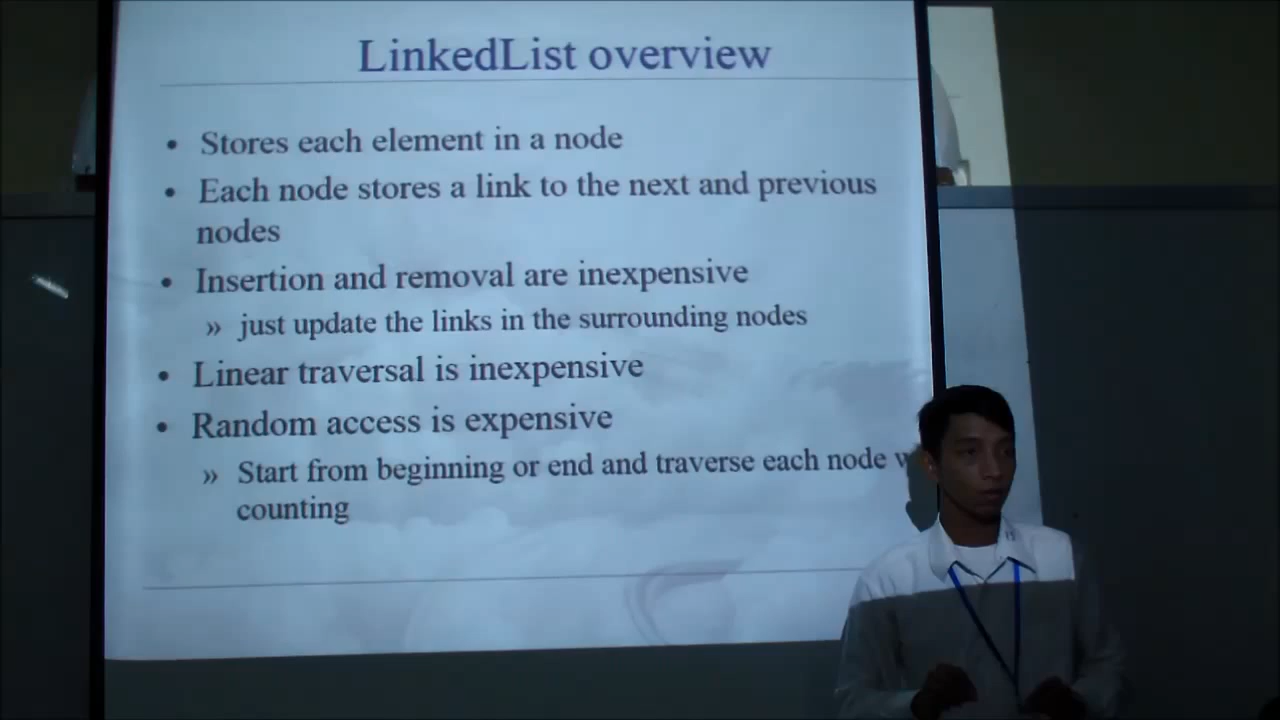 LinkedList overview
• Stores each element in a node
• Each node stores a link to the next and previous
nodes
• Insertion and removal are inexpensive
» just update the links in the surrounding nodes
• Linear traversal is inexpensive
• Random access is expensive
» Start from beginning or end and traverse each node
counting